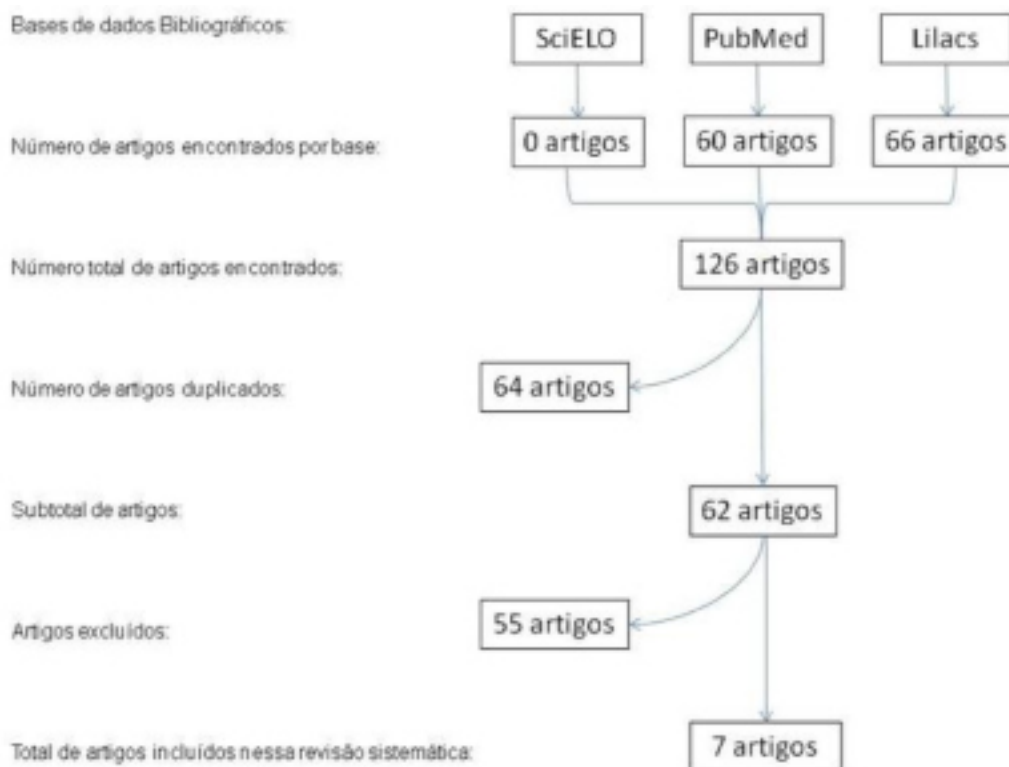 Bases de dados Bibliográficos:
SciELO PubMed Lilacs
Número de artigos encontrados por base:
0 artigos 60 artigos 66 artigos
Número total de artigos encontrados:
126 artigos
Número de artigos duplicados:
64 artigos
Subtotal de artigos:
62 artigos
Artigos excluídos:
55 artigos
Total de artigos incluídos nessa revisão sistemática:
7 artigos